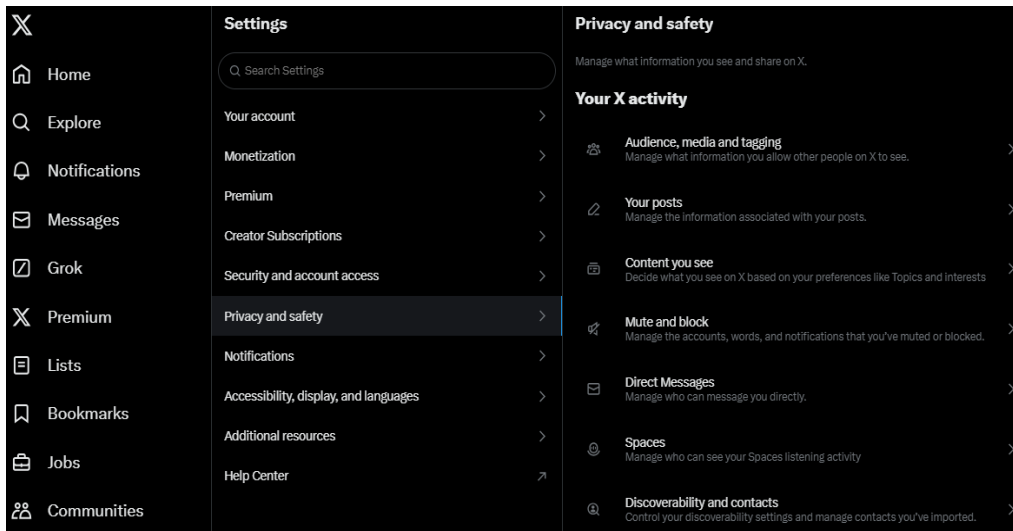 X
Home
Explore
Notifications
Messages
Grok
Premium
Lists
Bookmarks
Jobs
Communities
Settings
Search Settings
Your account
Monetization
Premium
Creator Subscriptions
Security and account access
Privacy and safety
Notifications
Accessibility, display, and languages
Additional resources
Help Center
Privacy and safety
Manage what information you see and share on X.
Your X activity
Audience, media and tagging
Manage what information you allow other people on X to see.
Your posts
Manage the information associated with your posts.
Content you see
Decide what you see on X based on your preferences like Topics and interests
Mute and block
Manage the accounts, words, and notifications that you've muted or blocked.
Direct Messages
Manage who can message you directly.
Spaces
Manage who can see your Spaces listening activity
Discoverability and contacts
Control your discoverability settings and manage contacts you've imported.